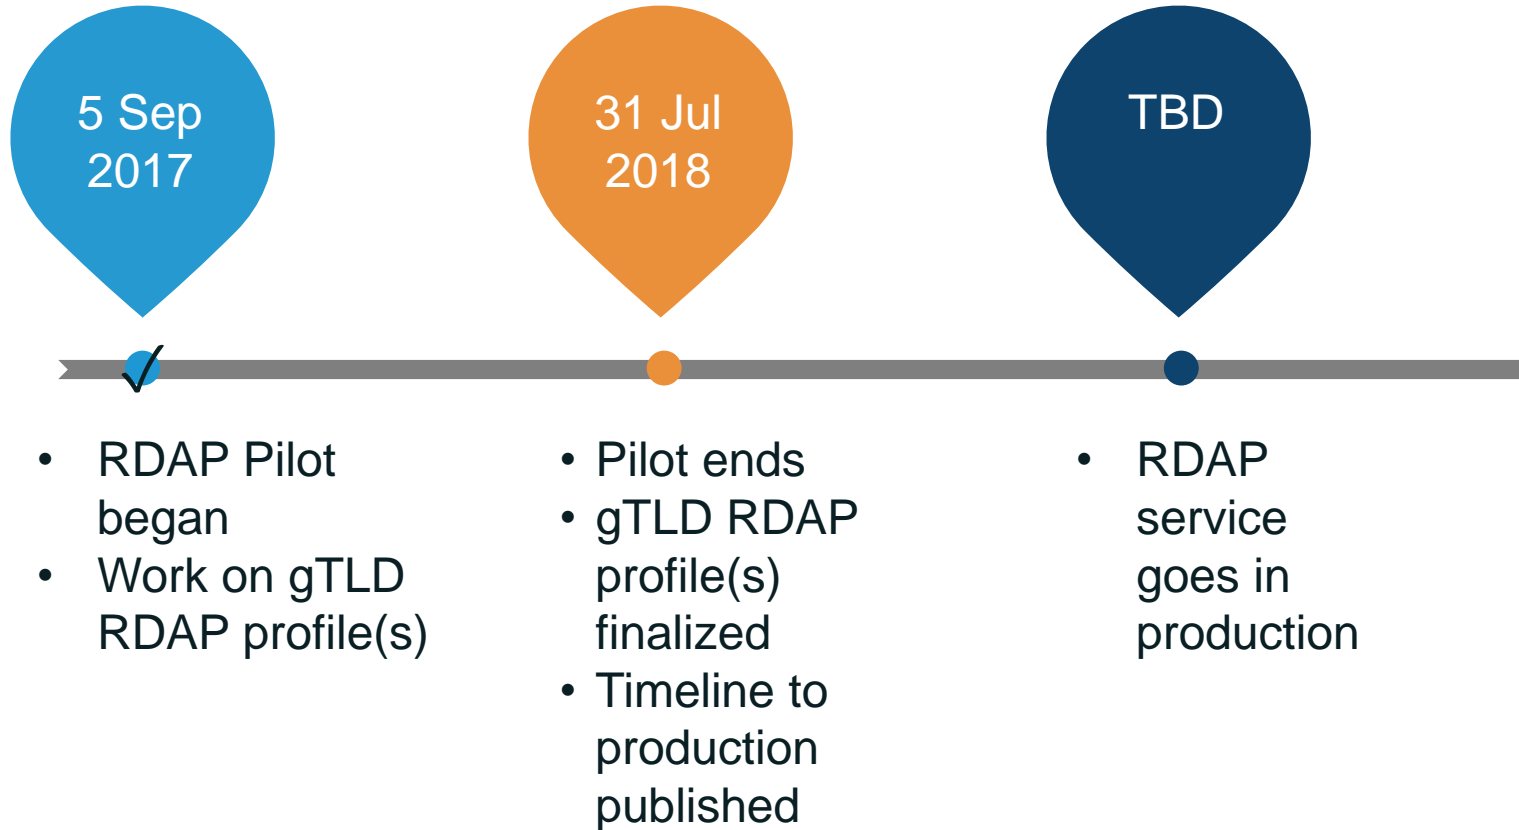 5 Sep
2017
31 Jul
2018
TBD
• RDAP Pilot
began
• Work on gTLD
RDAP profile(s)
• Pilot ends
• gTLD RDAP
profile(s)
finalized
• Timeline to
production
published
• RDAP
service
goes in
production